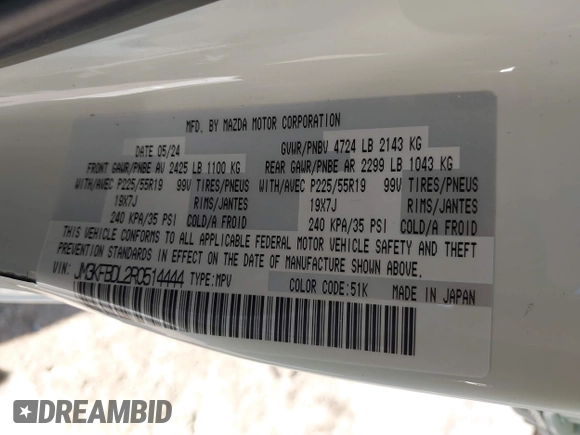 MFD. BY MAZDA MOTOR CORPORATION
DATE 05/24 GVWR/PNBV 4724 LB 2143 KG
FRONT GAWR/PNBE AV 2425 LB 1100 KG REAR GAWR/PNBE AR 2299 LB 1043 KG
WITH/AVEC P225/55R19 99V TIRES/PNEUS WITH/AVEC P225/55R19 99V TIRES/PNEUS
19X7J RIMS/JANTES 19X7J RIMS/JANTES
240 KPA/35 PSI COLD/A FROID 240 KPA/35 PSI COLD/A FROID
THIS VEHICLE CONFORMS TO ALL APPLICABLE FEDERAL MOTOR VEHICLE SAFETY AND THEFT
PREVENTION STANDARDS IN EFFECT ON THE DATE OF MANUFACTURE SHOWN ABOVE.
VIN: JM3KFBDL2R0514444 TYPE:MPV
COLOR CODE:51K MADE IN JAPAN
DREAMBID